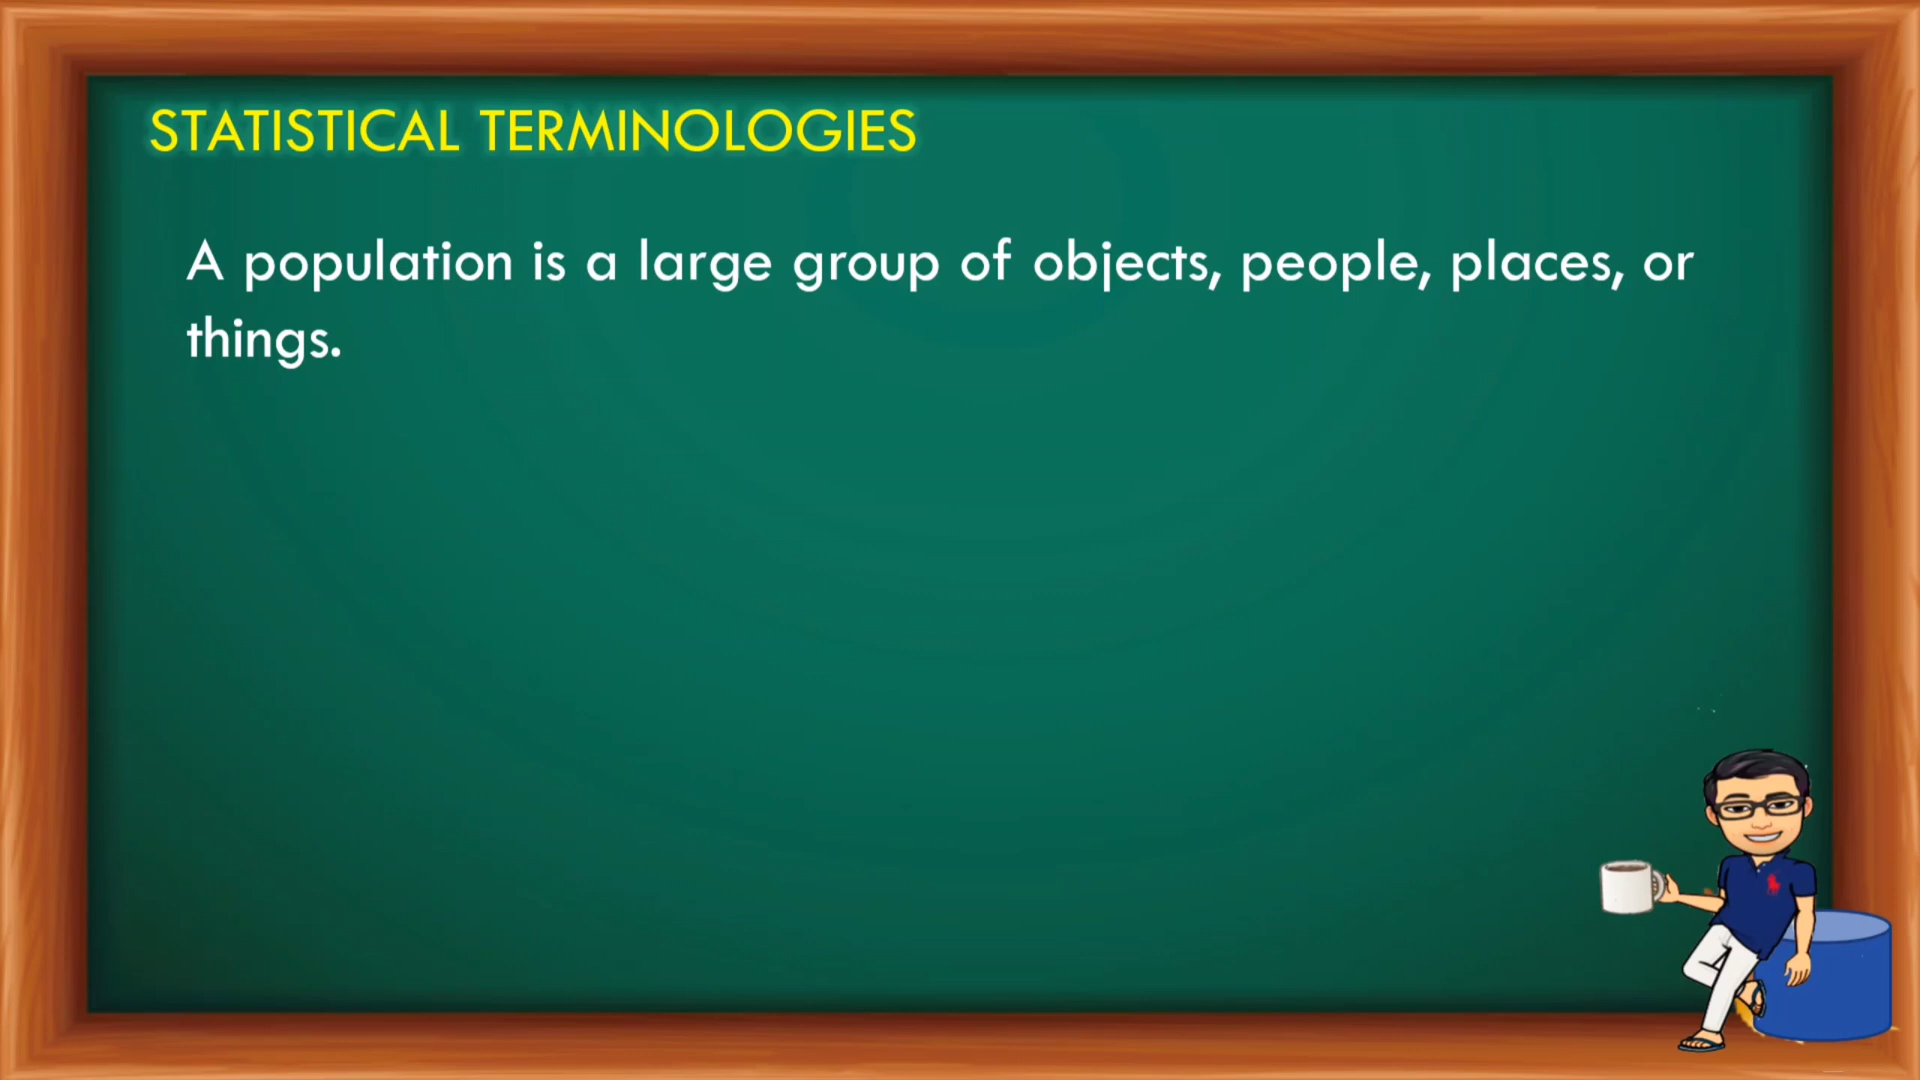 STATISTICAL TERMINOLOGIES
A population is a large group of objects, people, places, or
things.